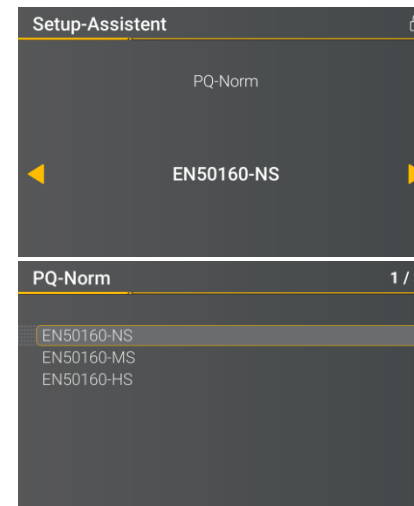 Setup-Assistent
PQ-Norm
EN50160-NS
PQ-Norm
1 /
EN50160-NS
EN50160-MS
EN50160-HS